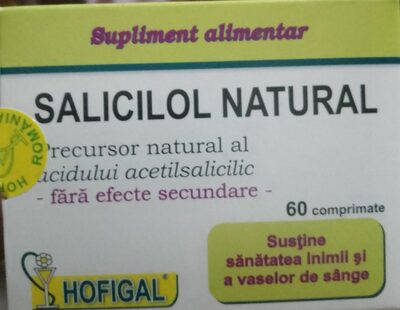 Supliment alimentar
SALICILOL NATURAL
Precursor natural al
acidului acetilsalicilic
- fără efecte secundare -
60 comprimate
Susține
sănătatea inimii și
a vaselor de sânge
HOFIGAL®
ROMÂNIA